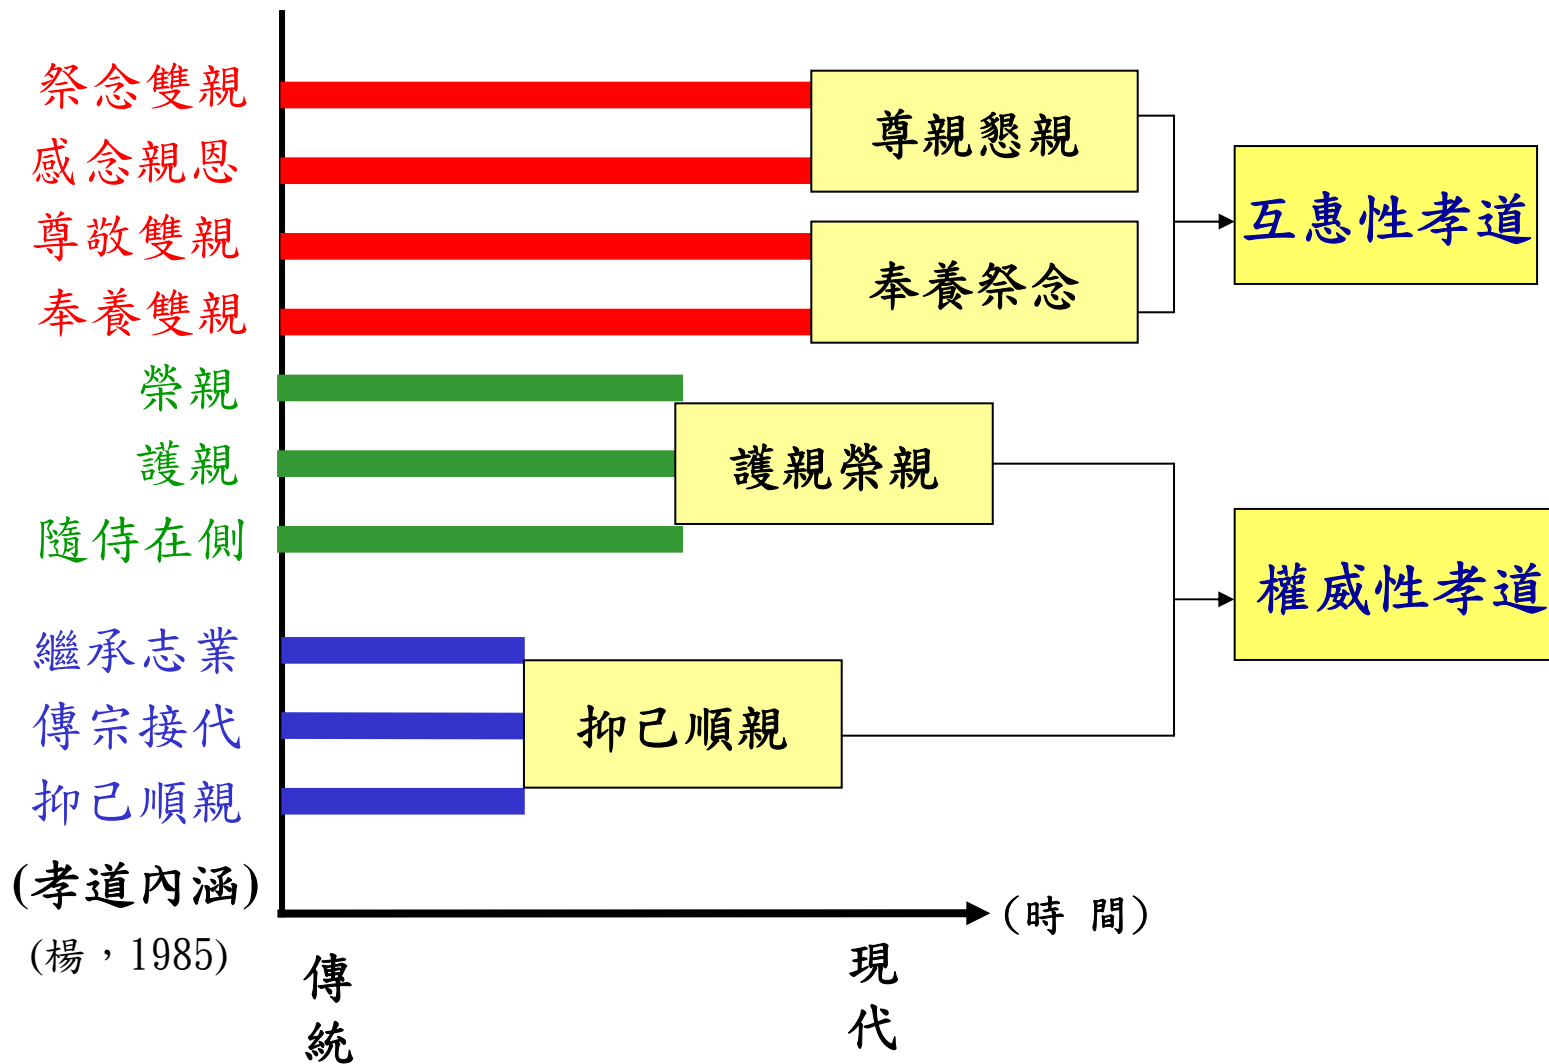 祭念雙親
感念親恩
尊敬雙親
奉養雙親
榮親
護親
隨侍在側
繼承志業
傳宗接代
抑己順親
(孝道內涵)
(楊，1985)
尊親懇親
奉養祭念
護親榮親
抑己順親
互惠性孝道
權威性孝道
(時 間)
傳統
現代